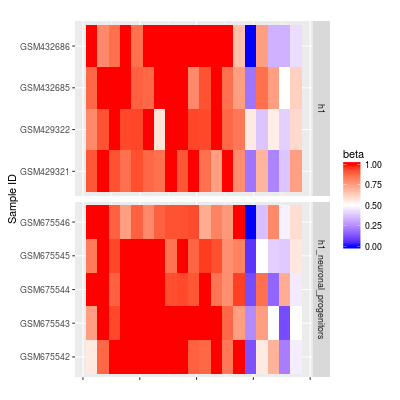 GSM432686
GSM432685
GSM429322
GSM429321
h1
GSM675546
GSM675545
GSM675544
GSM675543
GSM675542
h1_neuronal_progenitors
Sample ID
beta
1.00
0.75
0.50
0.25
0.00